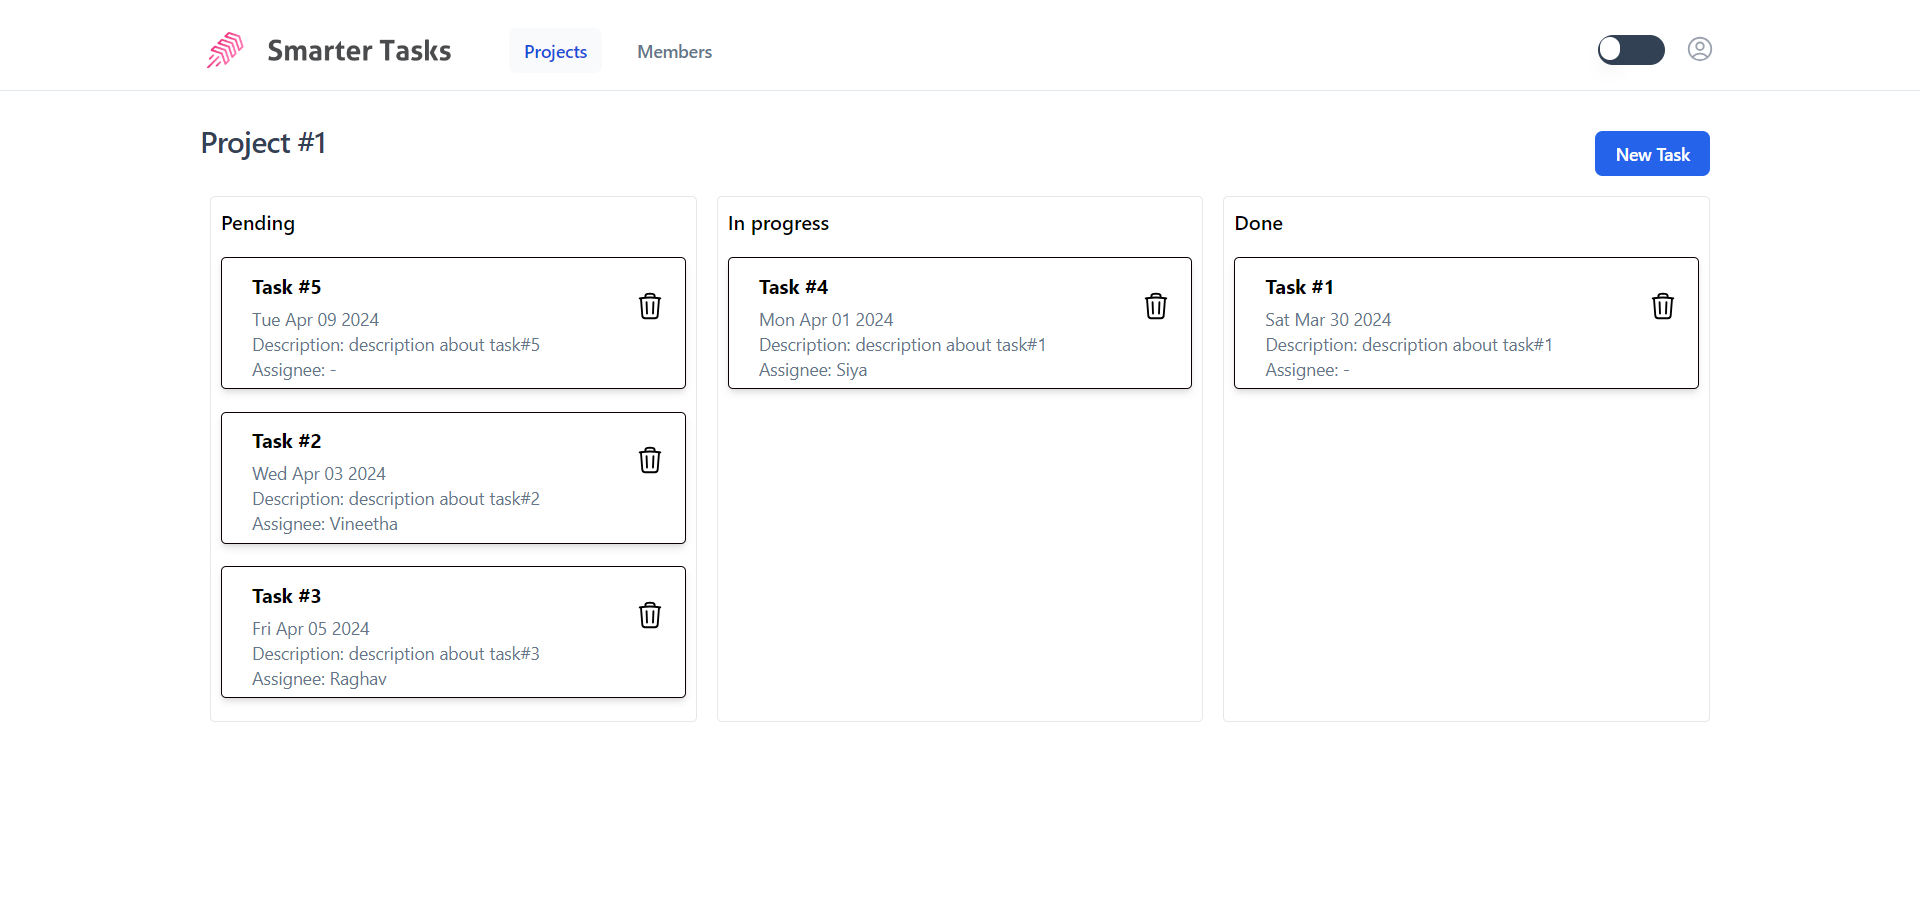 Smarter Tasks
Projects
Members
Project #1
New Task
Pending
Task #5
Tue Apr 09 2024
Description: description about task#5
Assignee: -
Task #2
Wed Apr 03 2024
Description: description about task#2
Assignee: Vineetha
Task #3
Fri Apr 05 2024
Description: description about task#3
Assignee: Raghav
In progress
Task #4
Mon Apr 01 2024
Description: description about task#1
Assignee: Siya
Done
Task #1
Sat Mar 30 2024
Description: description about task#1
Assignee: -